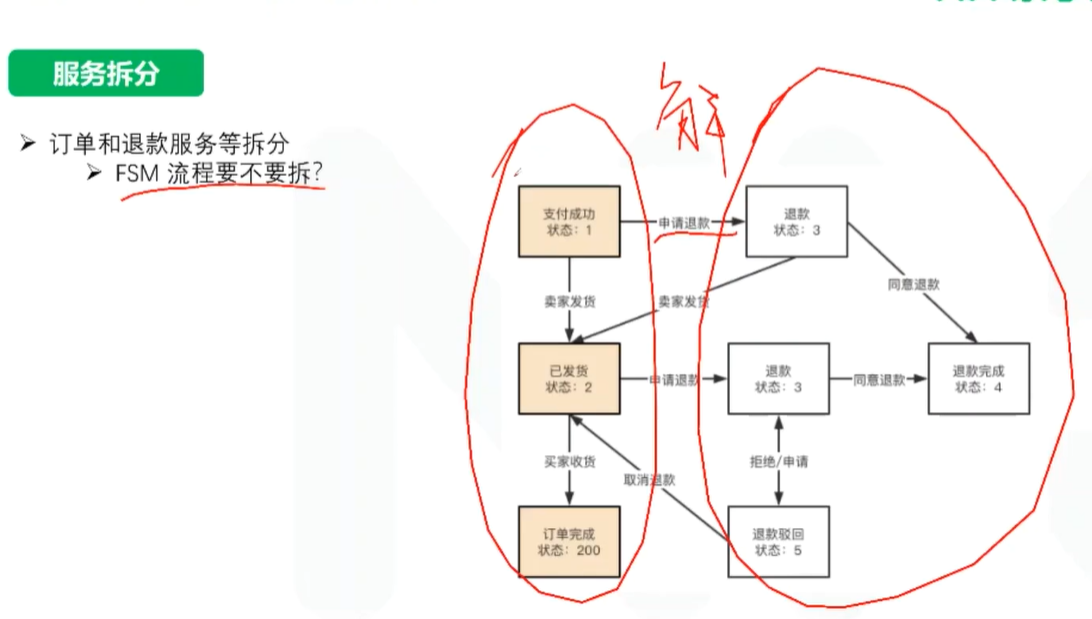 服务拆分
➢ 订单和退款服务等拆分
➢ FSM 流程要不要拆?
支付成功
状态: 1
申请退款
退款
状态: 3
卖家发货
卖家发货
同意退款
已发货
状态: 2
申请退款
退款
状态: 3
同意退款
退款完成
状态: 4
买家收货
取消退款
拒绝/申请
订单完成
状态: 200
退款驳回
状态: 5